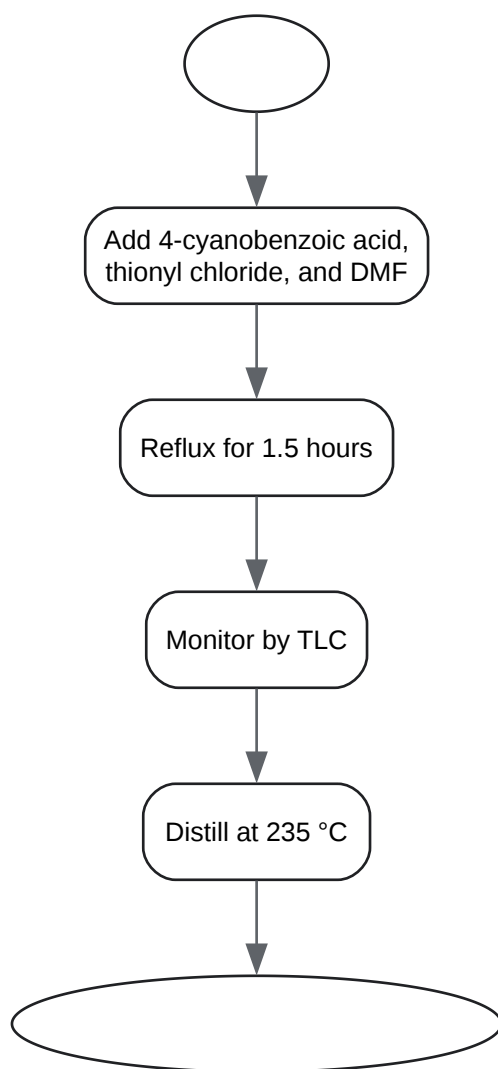 Add 4-cyanobenzoic acid,
thionyl chloride, and DMF
Reflux for 1.5 hours
Monitor by TLC
Distill at 235 °C